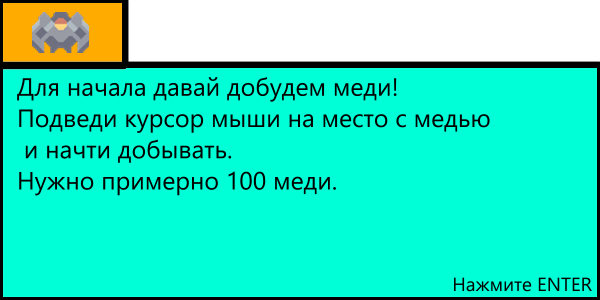 Для начала давай добудем меди!
Подведи курсор мыши на место с медью
и начти добывать.
Нужно примерно 100 меди.
Нажмите ENTER